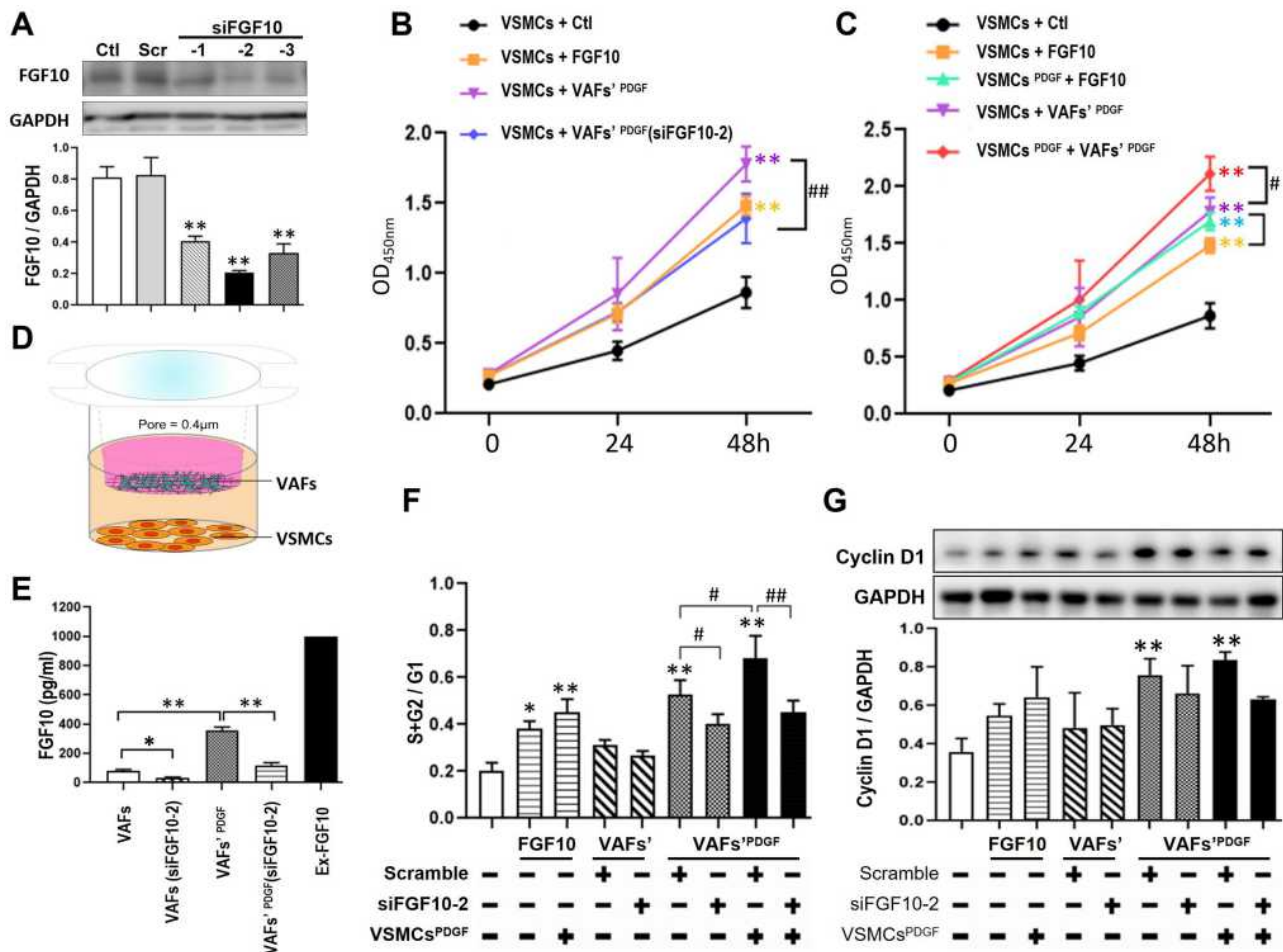 A
siFGF10
Ctl Scr -1 -2 -3
FGF10
GAPDH
FGF10 / GAPDH
1.0
0.8
0.6
0.4
0.2
0.0
** ** **
B
VSMCs + Ctl
VSMCs + FGF10
VSMCs + VAFs' PDGF
VSMCs + VAFs' PDGF(siFGF10-2)
OD450nm
2.0
1.5
1.0
0.5
0.0
0 24 48h
**
**
##
C
VSMCs + Ctl
VSMCs + FGF10
VSMCs PDGF + FGF10
VSMCs + VAFs' PDGF
VSMCs PDGF + VAFs' PDGF
OD450nm
2.5
2.0
1.5
1.0
0.5
0.0
0 24 48h
**
**
**
**
#
D
Pore = 0.4μm
VAFs
VSMCs
E
FGF10 (pg/ml)
1200
1000
800
600
400
200
0
** **
*
VAFs
VAFs (siFGF10-2)
VAFs' PDGF
VAFs' PDGF(siFGF10-2)
Ex-FGF10
F
S+G2 / G1
1.0
0.8
0.6
0.4
0.2
0.0
* ** ** # # ** ##
FGF10 VAFs' VAFs'PDGF
Scramble - - - + - + - + -
siFGF10-2 - - - - + - + - +
VSMCsPDGF - - + - - - - + +
G
Cyclin D1
GAPDH
Cyclin D1 / GAPDH
1.0
0.8
0.6
0.4
0.2
0.0
** **
FGF10 VAFs' VAFs'PDGF
Scramble - - - + - + - + -
siFGF10-2 - - - - + - + - +
VSMCsPDGF - - + - - - - + +